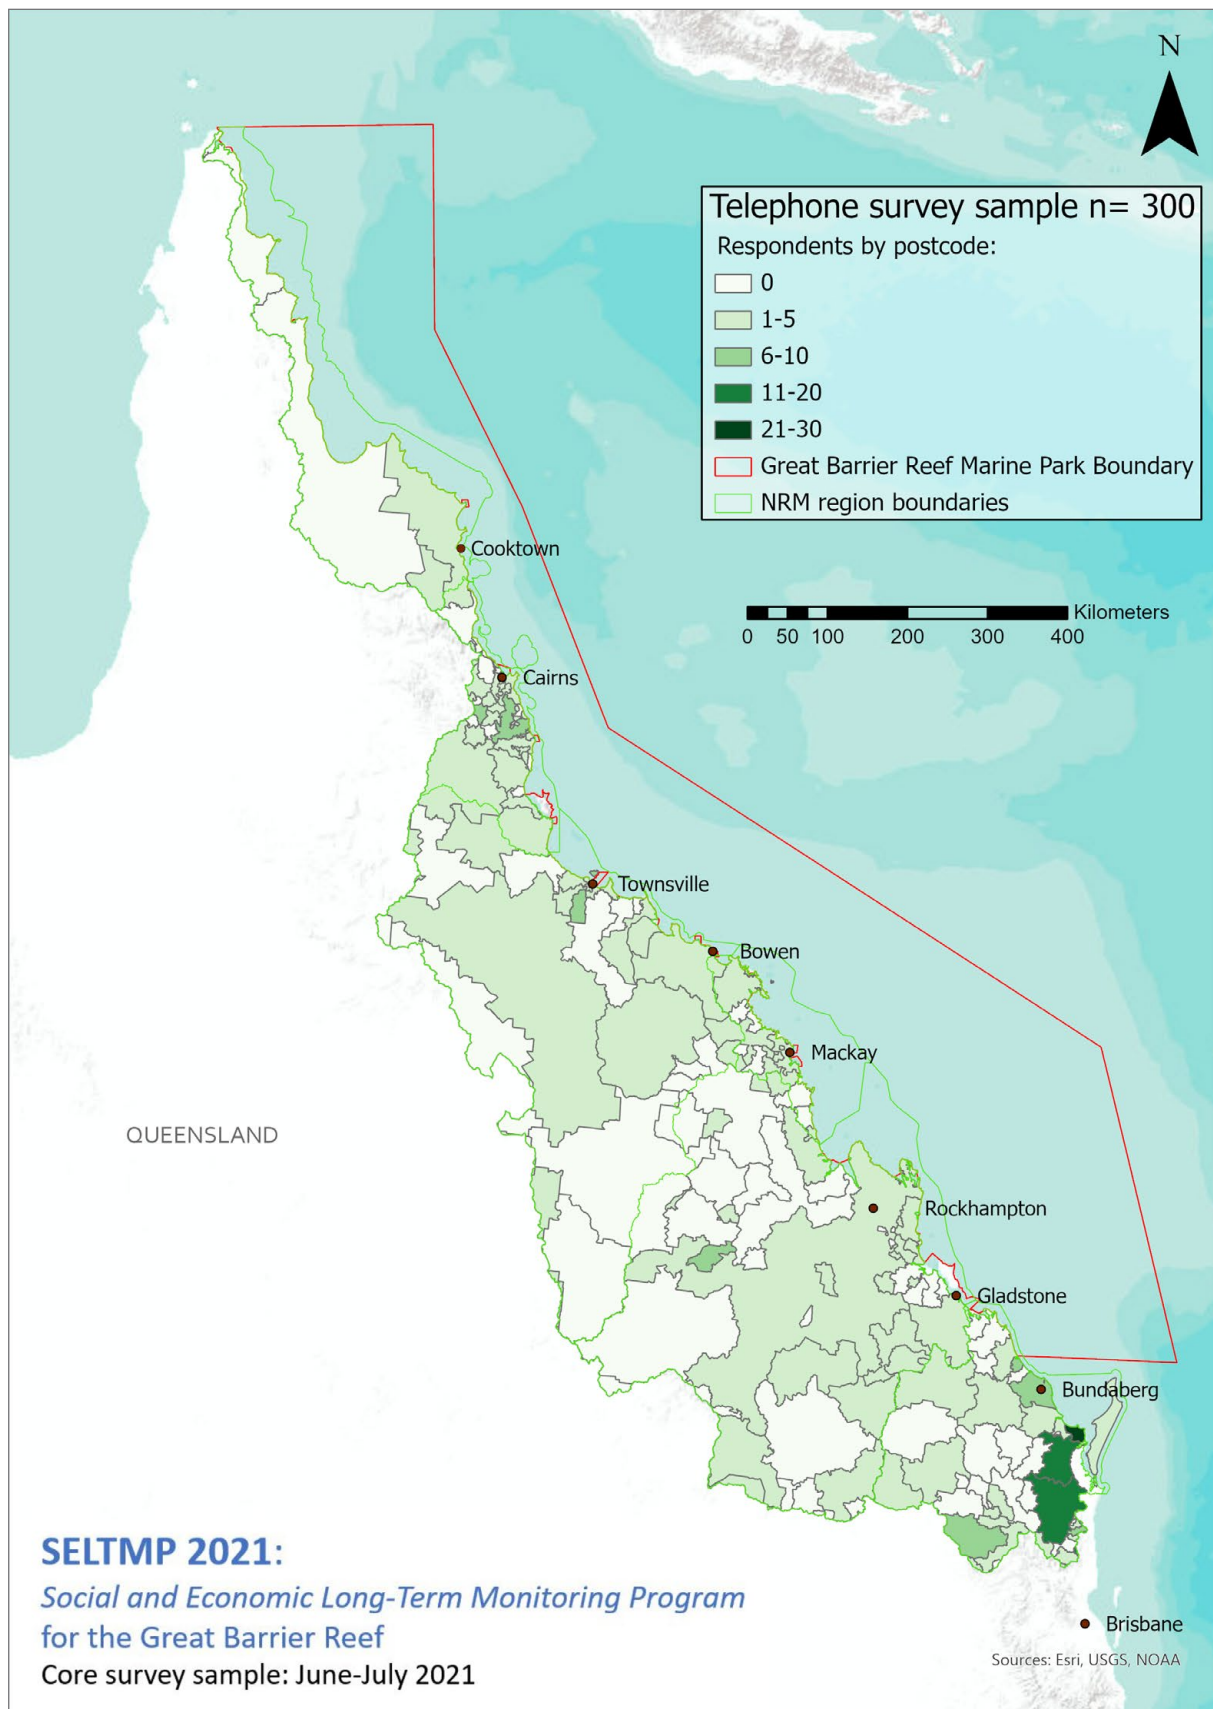 N
Telephone survey sample n= 300
Respondents by postcode:
0
1-5
6-10
11-20
21-30
Great Barrier Reef Marine Park Boundary
NRM region boundaries
Cooktown
Kilometers
0 50 100 200 300 400
Cairns
Townsville
Bowen
Mackay
QUEENSLAND
Rockhampton
Gladstone
Bundaberg
SELTMP 2021:
Social and Economic Long-Term Monitoring Program
for the Great Barrier Reef
Core survey sample: June-July 2021
Brisbane
Sources: Esri, USGS, NOAA